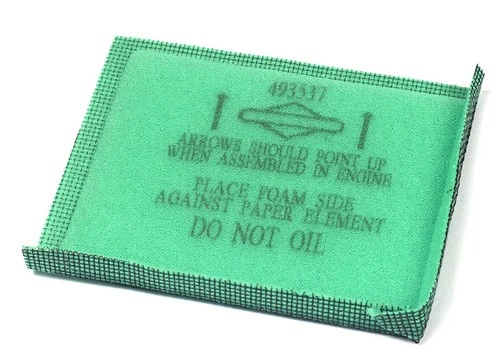 493537
ARROWS SHOULD POINT UP
WHEN ASSEMBLED IN ENGINE
PLACE FOAM SIDE
AGAINST PAPER ELEMENT
DO NOT OIL